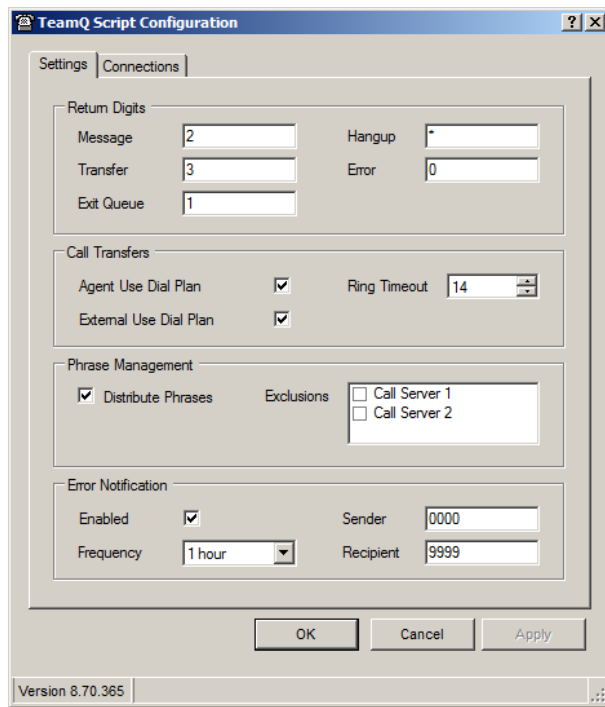 TeamQ Script Configuration
Settings Connections
Return Digits
Message 2 Hangup *
Transfer 3 Error 0
Exit Queue 1
Call Transfers
Agent Use Dial Plan Ring Timeout 14
External Use Dial Plan
Phrase Management
Distribute Phrases Exclusions Call Server 1
Call Server 2
Error Notification
Enabled Sender 0000
Frequency 1 hour Recipient 9999
OK Cancel Apply
Version 8.70.365